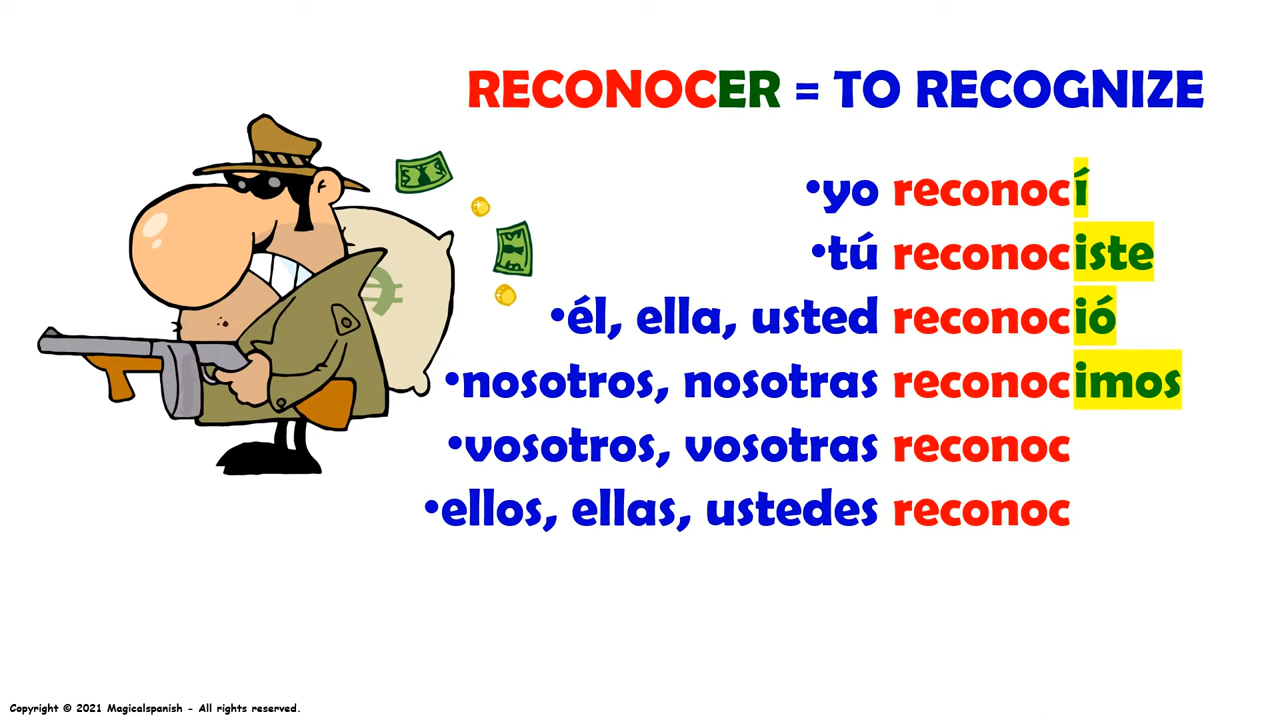 RECONOCER = TO RECOGNIZE
•yo reconocí
•tú reconociste
•él, ella, usted reconoció
•nosotros, nosotras reconocimos
•vosotros, vosotras reconoc
•ellos, ellas, ustedes reconoc
Copyright © 2021 Magicalspanish - All rights reserved.